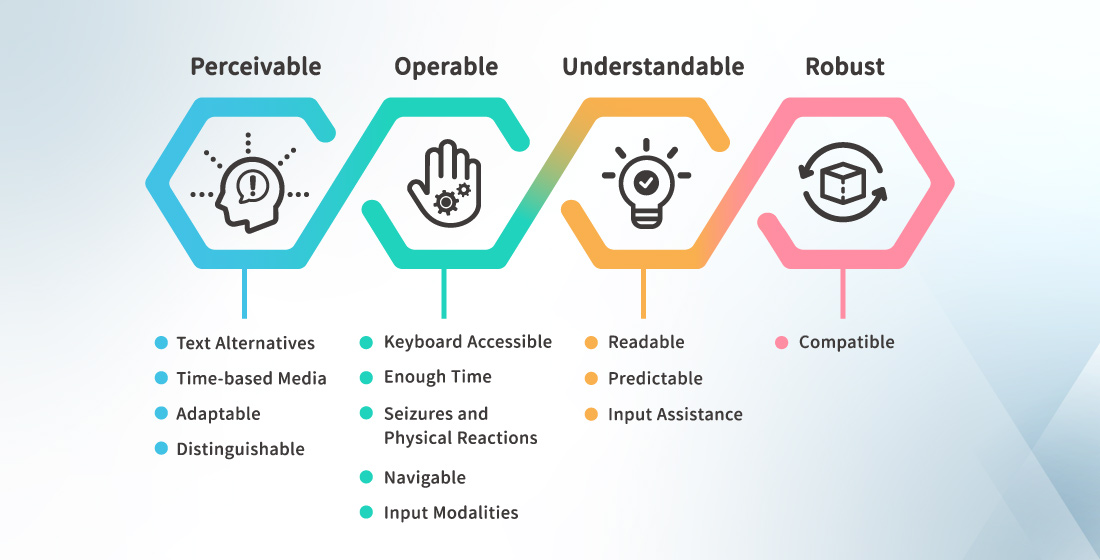 Perceivable
Operable
Understandable
Robust
Text Alternatives
Time-based Media
Adaptable
Distinguishable
Keyboard Accessible
Enough Time
Seizures and
Physical Reactions
Navigable
Input Modalities
Readable
Predictable
Input Assistance
Compatible